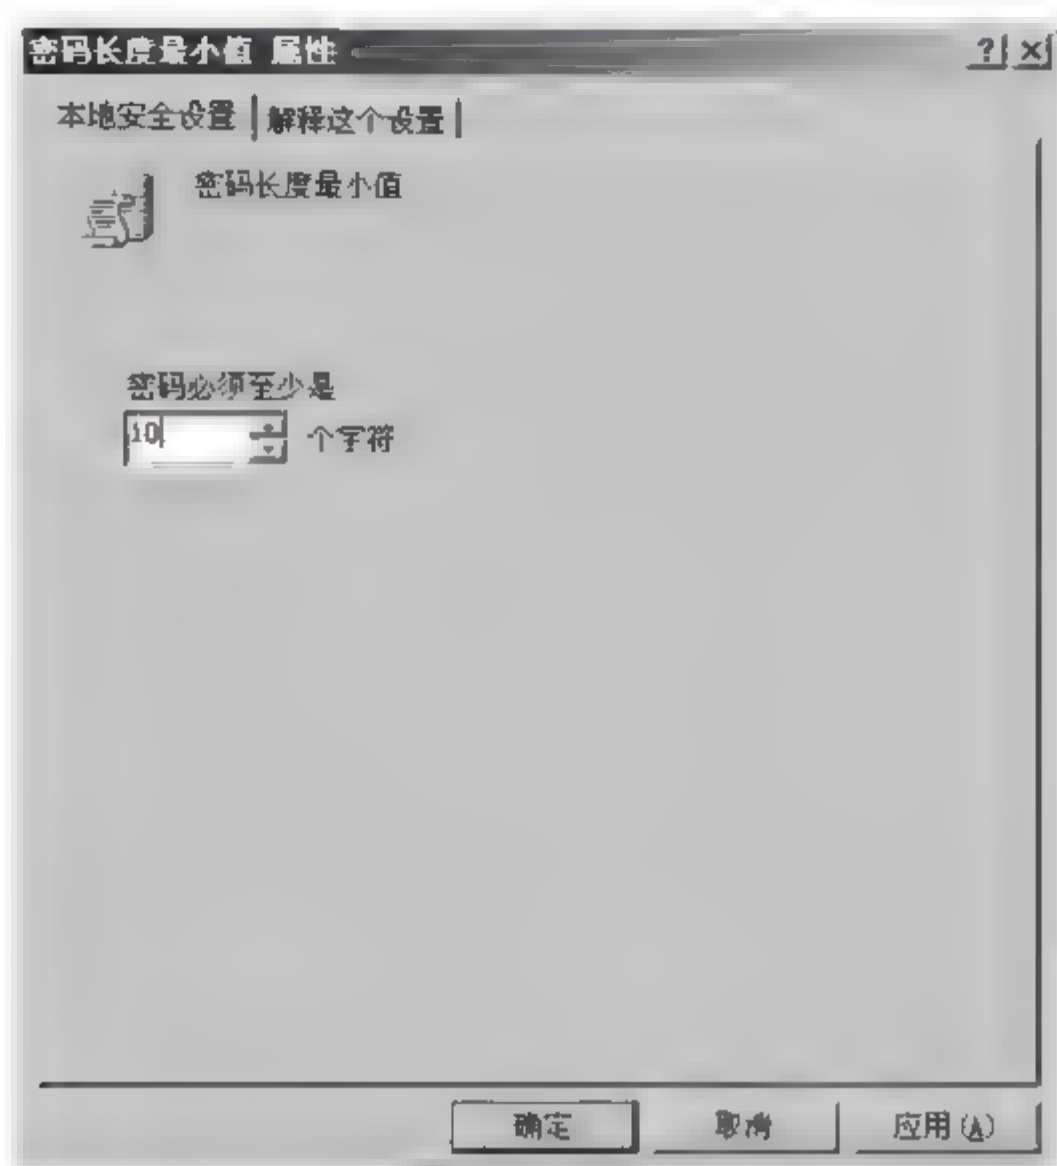 密码长度最小值 属性
本地安全设置 解释这个设置
密码长度最小值
密码必须至少是
10 个字符
确定 取消 应用(A)